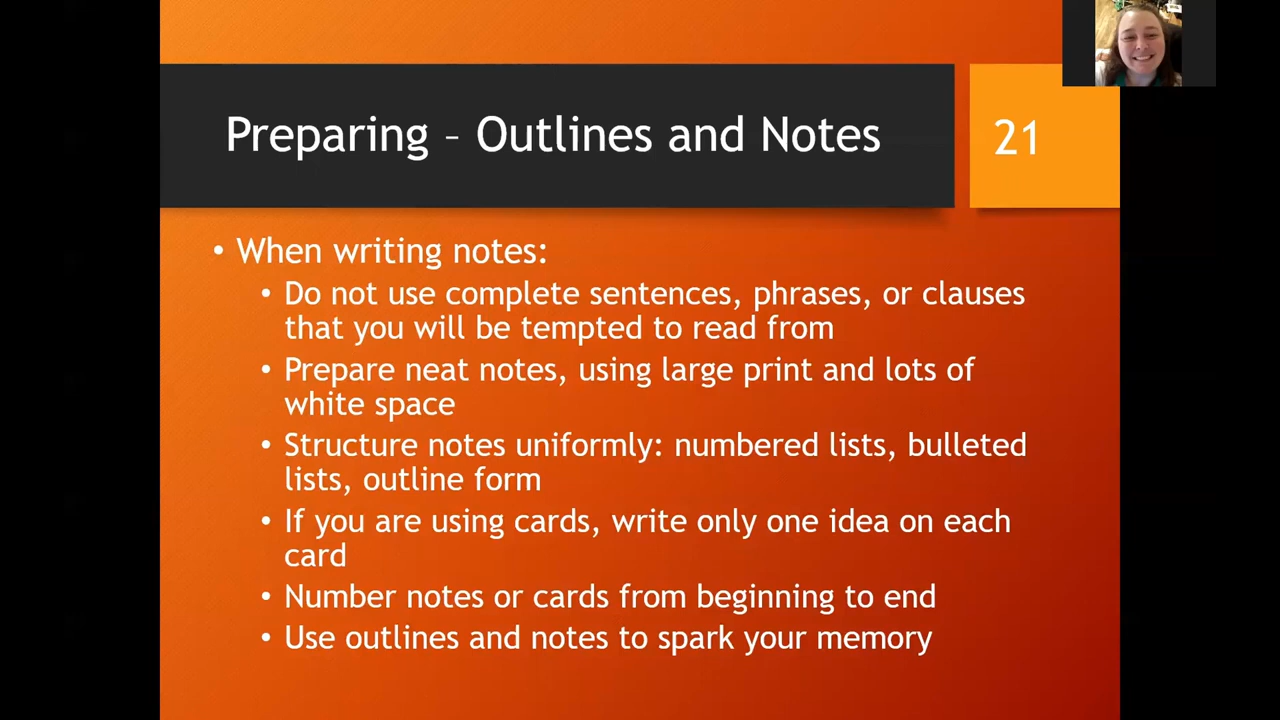 Preparing – Outlines and Notes
21
• When writing notes:
• Do not use complete sentences, phrases, or clauses
that you will be tempted to read from
• Prepare neat notes, using large print and lots of
white space
• Structure notes uniformly: numbered lists, bulleted
lists, outline form
• If you are using cards, write only one idea on each
card
• Number notes or cards from beginning to end
• Use outlines and notes to spark your memory